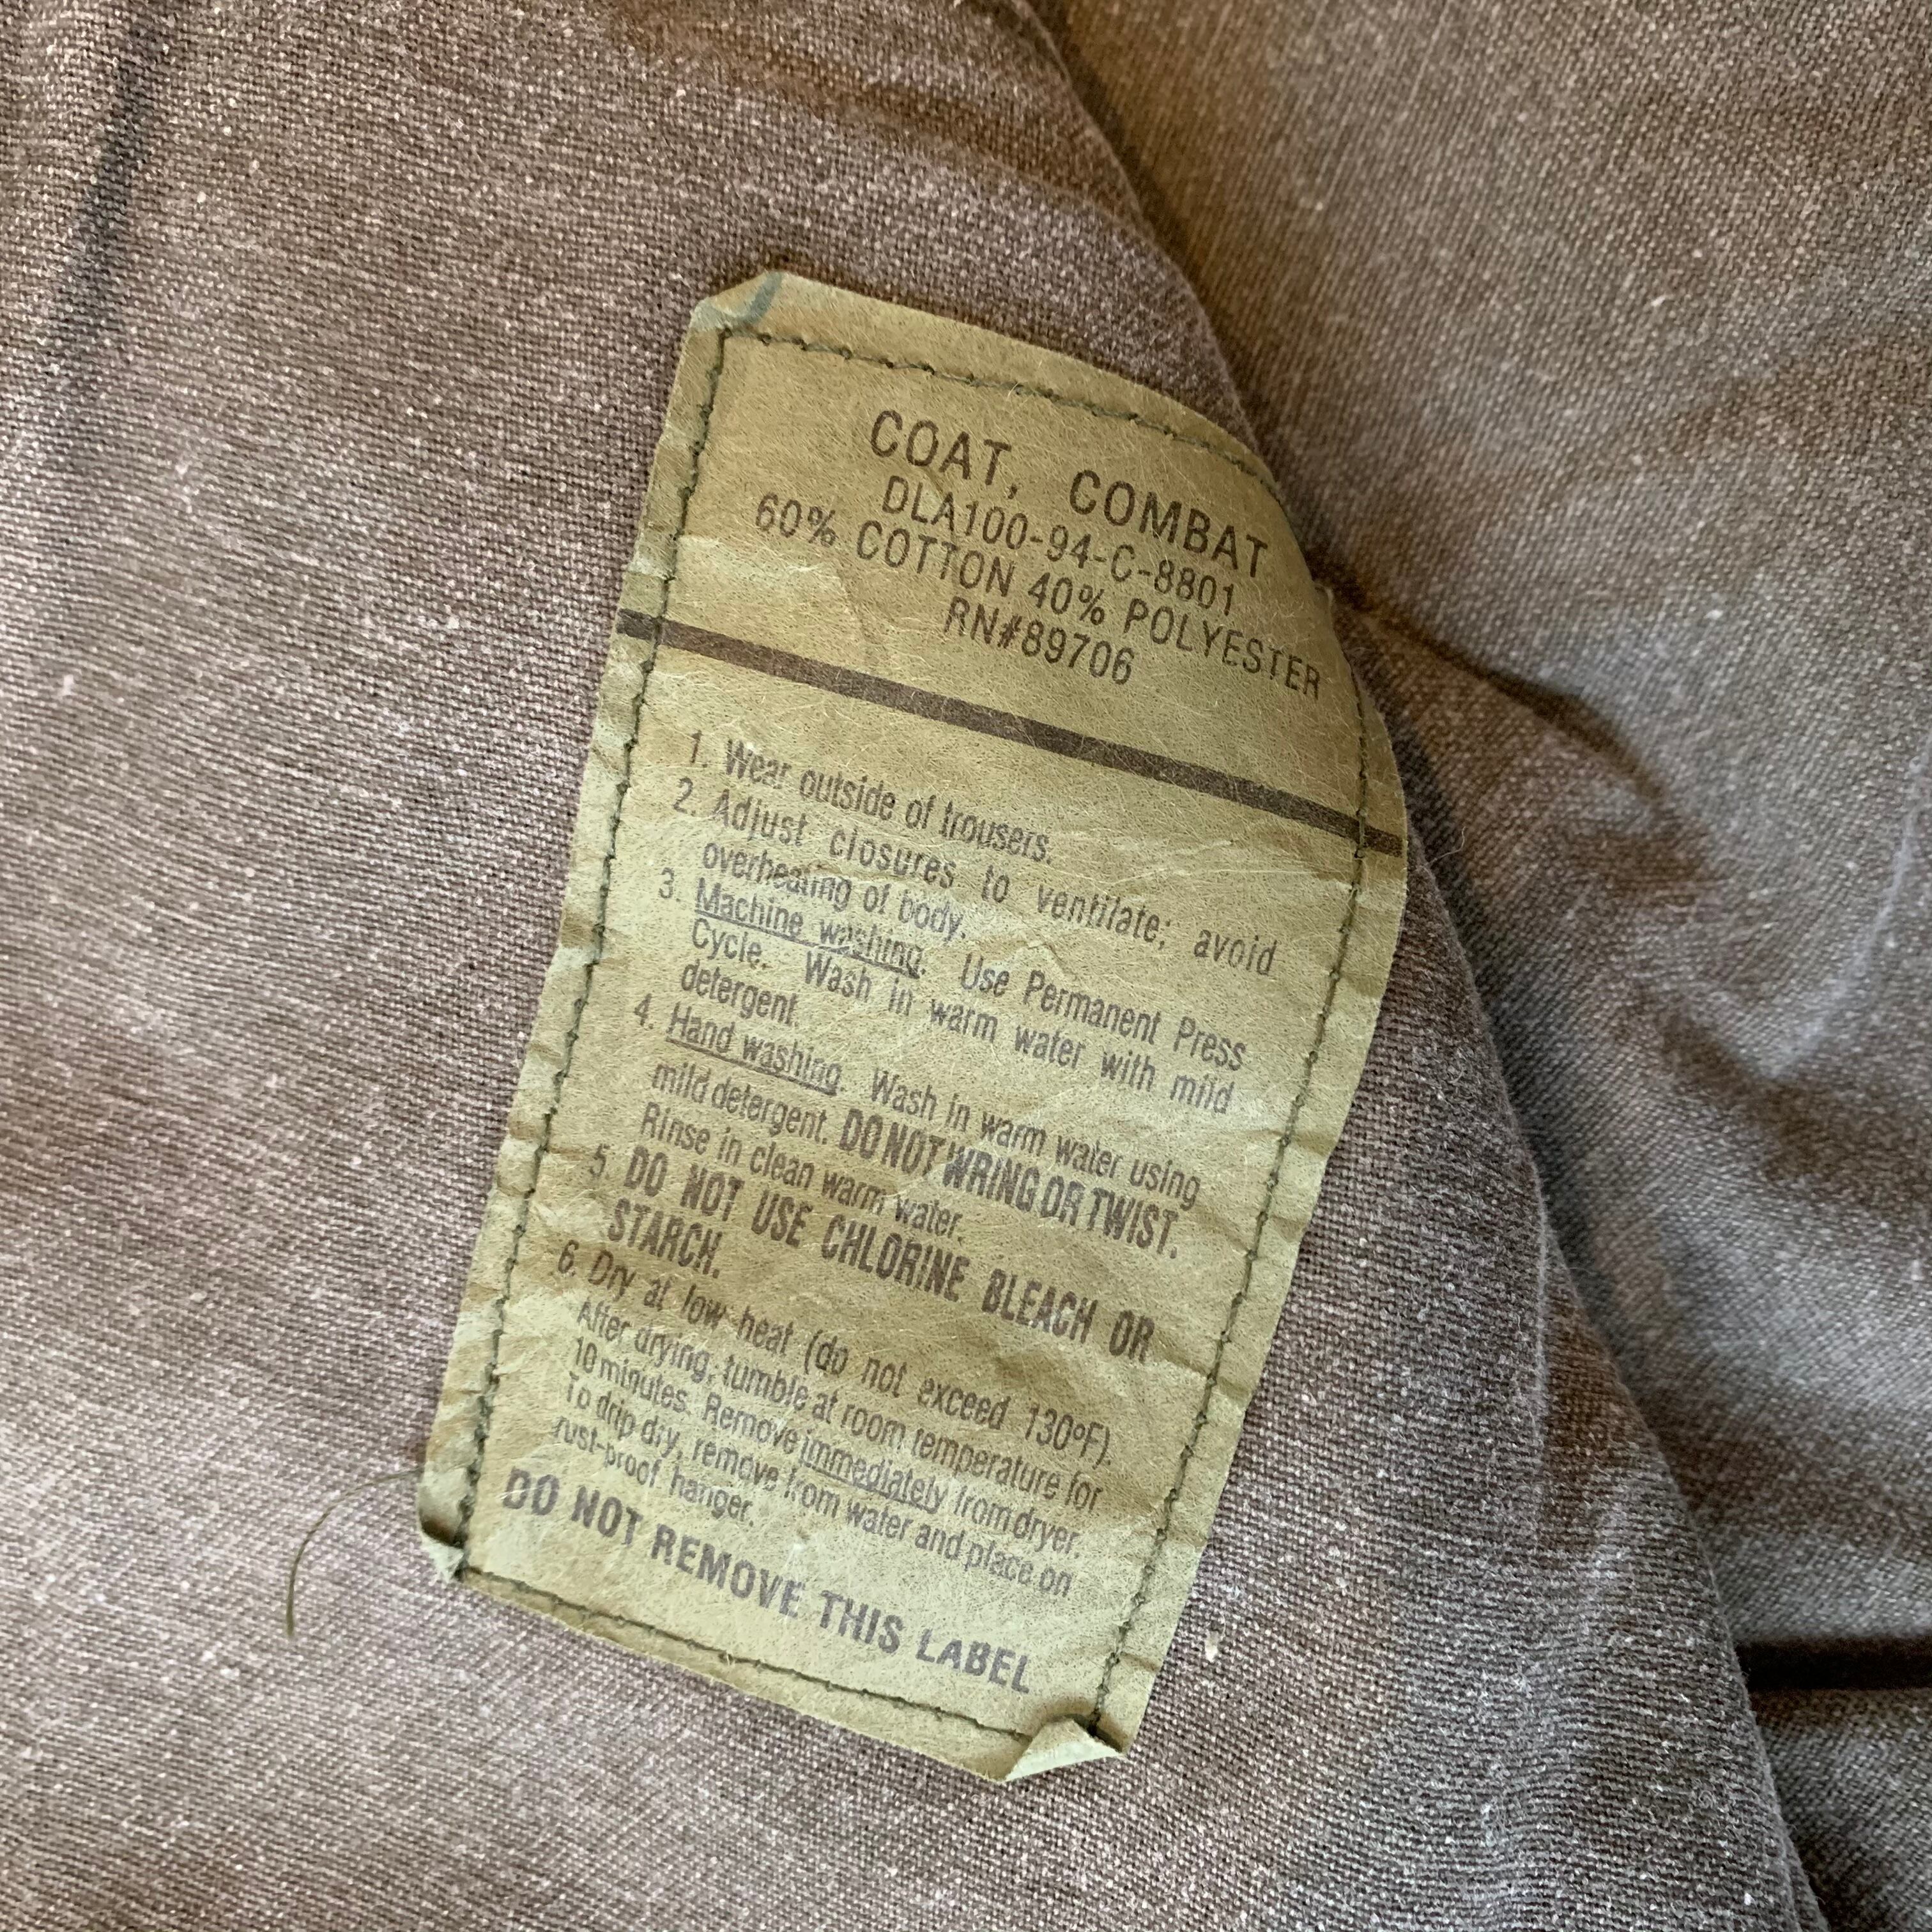 COAT, COMBAT
DLA100-94-C-8801
60% COTTON 40% POLYESTER
RN#89706
1. Wear outside of trousers.
2. Adjust closures to ventilate; avoid
overheating of body.
3. Machine washing. Use Permanent Press
Cycle. Wash in warm water with mild
detergent.
4. Hand washing. Wash in warm water using
mild detergent. DO NOT WRING OR TWIST.
Rinse in clean warm water.
5. DO NOT USE CHLORINE BLEACH OR
STARCH.
6. Dry at low heat (do not exceed 130ºF).
After drying, tumble at room temperature for
10 minutes. Remove immediately from dryer.
To drip dry, remove from water and place on
rust-proof hanger.
DO NOT REMOVE THIS LABEL